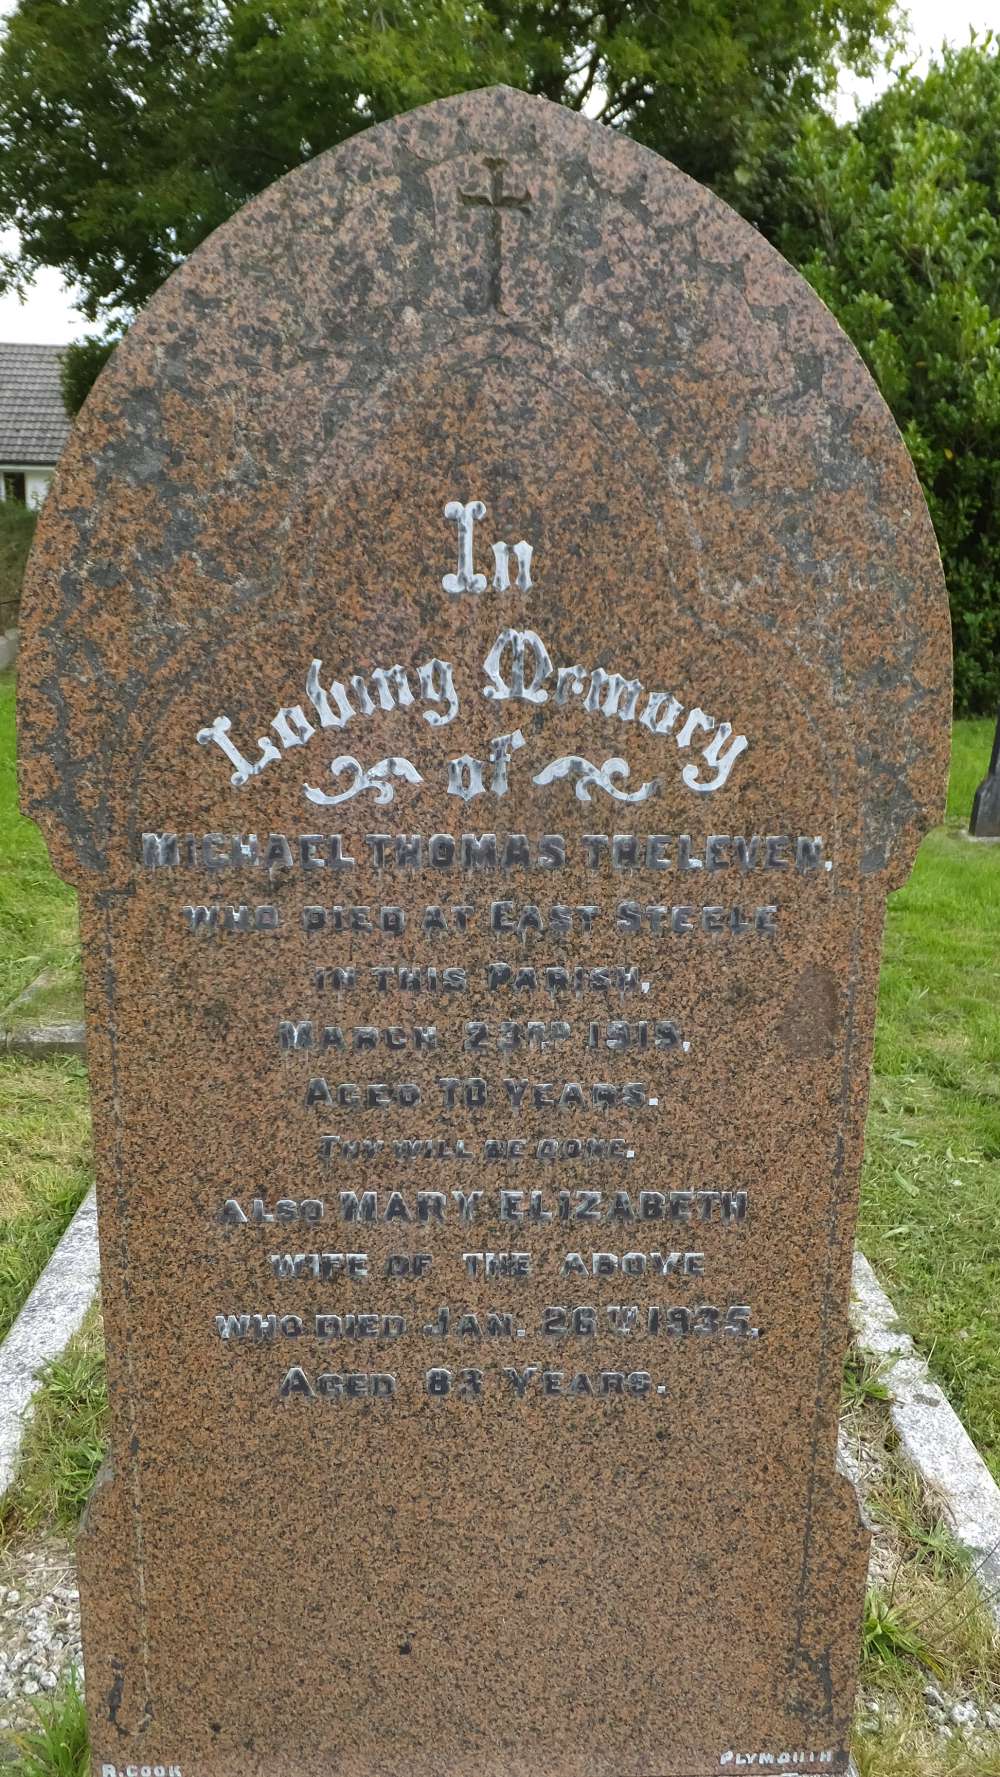 In
Loving Memory
of
MICHAEL THOMAS TRELEVEN,
WHO DIED AT EAST STEELE
IN THIS PARISH,
MARCH 23RD 1919,
AGED 78 YEARS.
THY WILL BE DONE.
ALSO MARY ELIZABETH
WIFE OF THE ABOVE
WHO DIED JAN. 26TH 1935.
AGED 83 YEARS.
R. COOK
PLYMOUTH